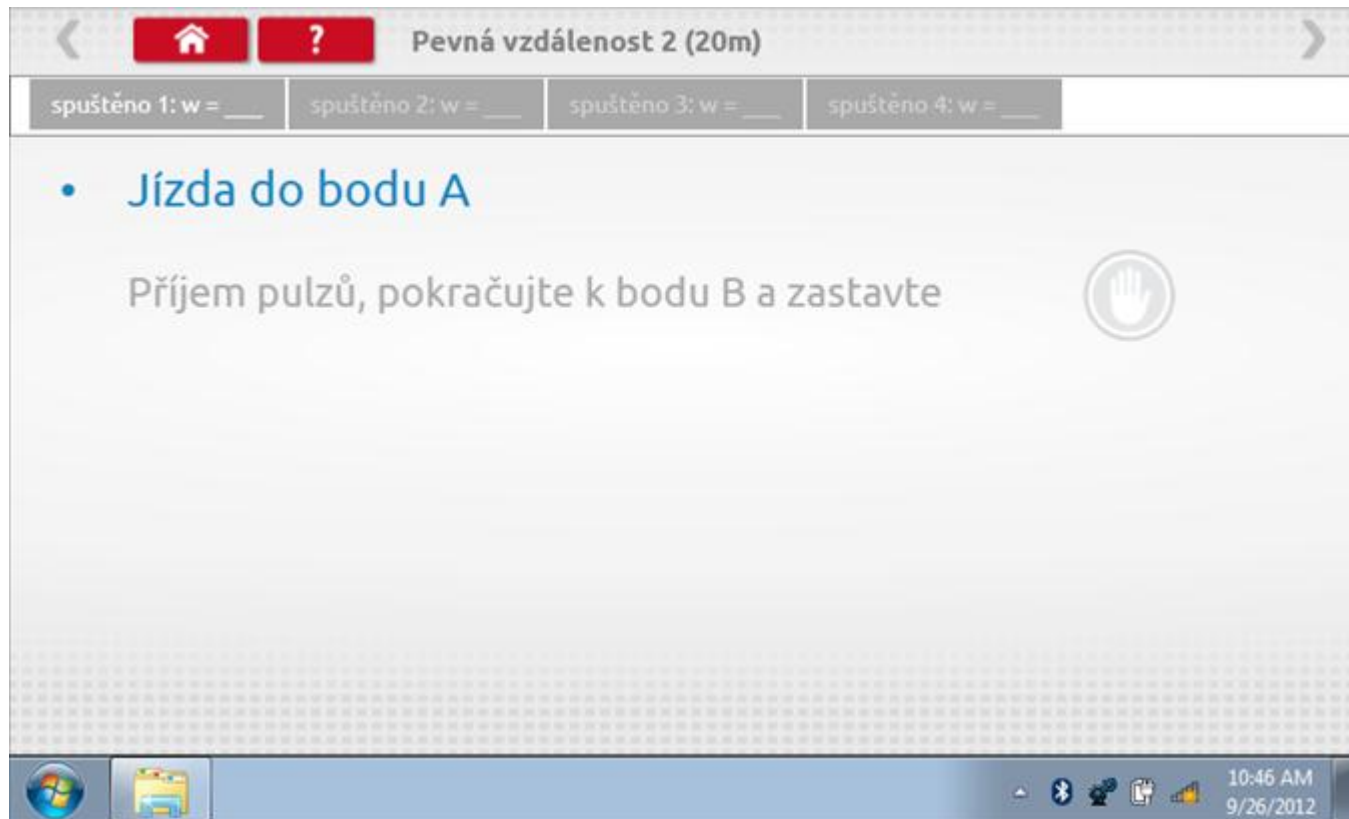 ? Pevná vzdálenost 2 (20m)
spuštěno 1: w = ___ spuštěno 2: w = ___ spuštěno 3: w = ___ spuštěno 4: w = ___
• Jízda do bodu A
Příjem pulzů, pokračujte k bodu B a zastavte
10:46 AM
9/26/2012